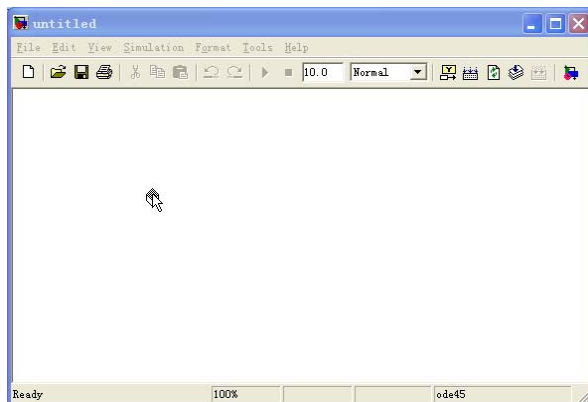 untitled
File Edit View Simulation Format Tools Help
10.0 Normal
Ready 100% ode45